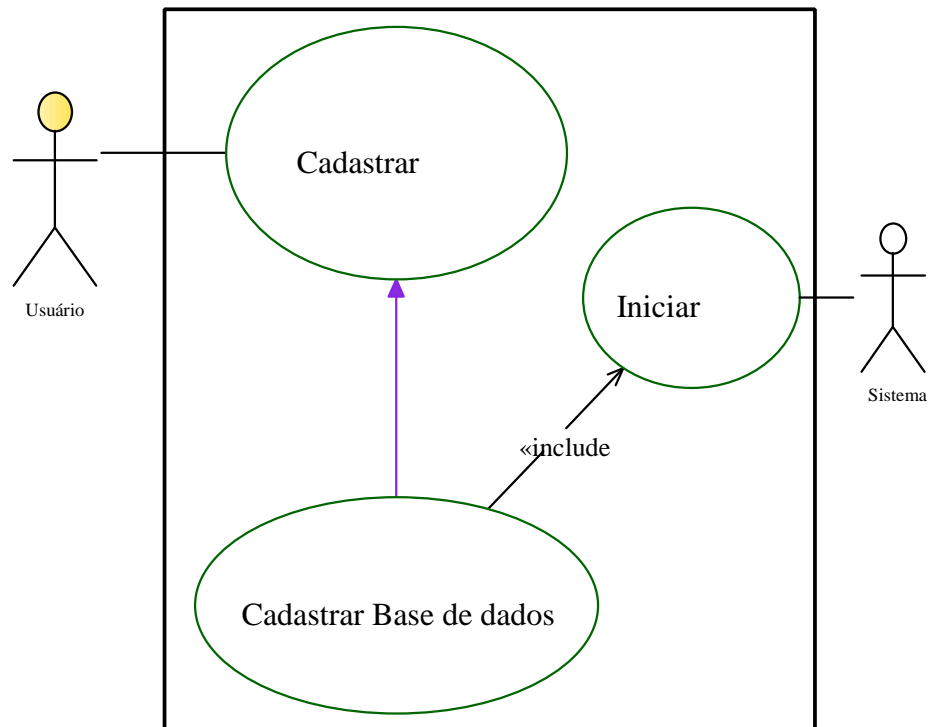 Cadastrar
Usuário
Iniciar
Sistema
«include
Cadastrar Base de dados